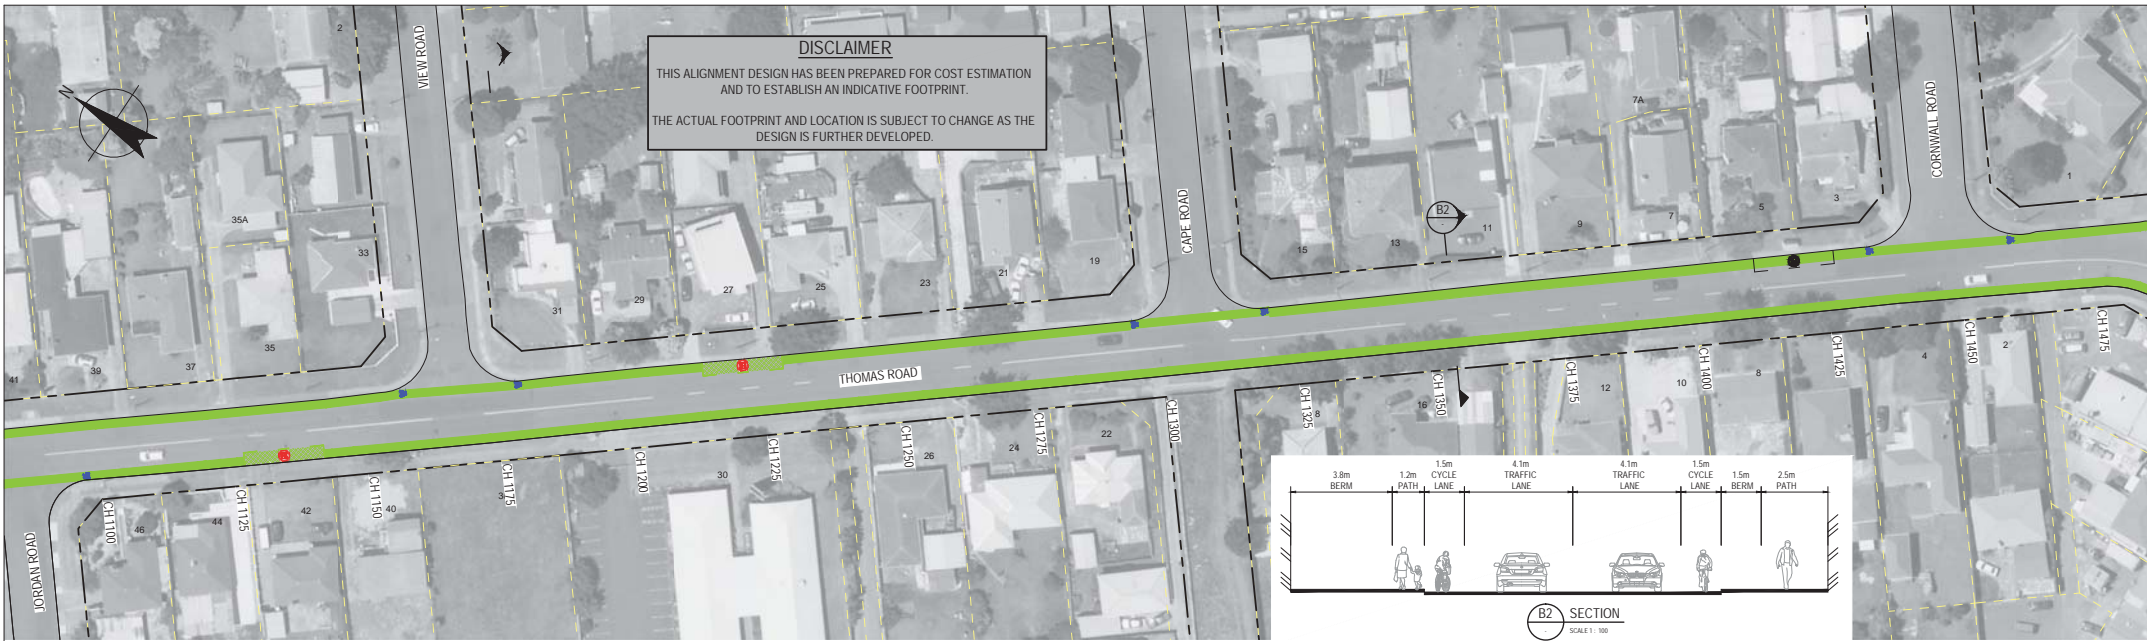 DISCLAIMER
THIS ALIGNMENT DESIGN HAS BEEN PREPARED FOR COST ESTIMATION
AND TO ESTABLISH AN INDICATIVE FOOTPRINT.
THE ACTUAL FOOTPRINT AND LOCATION IS SUBJECT TO CHANGE AS THE
DESIGN IS FURTHER DEVELOPED.
N
VIEW ROAD
CAPE ROAD
CORNWALL ROAD
THOMAS ROAD
JORDAN ROAD
2
35A
33
41
39
37
35
31
29
27
25
23
21
19
15
13
B2
11
9
7A
7
5
3
1
CH 1100
CH 1125
CH 1150
CH 1175
CH 1200
CH 1225
CH 1250
CH 1275
CH 1300
CH 1325
CH 1350
CH 1375
CH 1400
CH 1425
CH 1450
CH 1475
46
44
42
40
30
26
24
22
16
12
10
8
4
2
3.8m
BERM
1.2m
PATH
1.5m
CYCLE
LANE
4.1m
TRAFFIC
LANE
4.1m
TRAFFIC
LANE
1.5m
CYCLE
LANE
1.5m
BERM
2.5m
PATH
B2 SECTION
SCALE 1 : 100